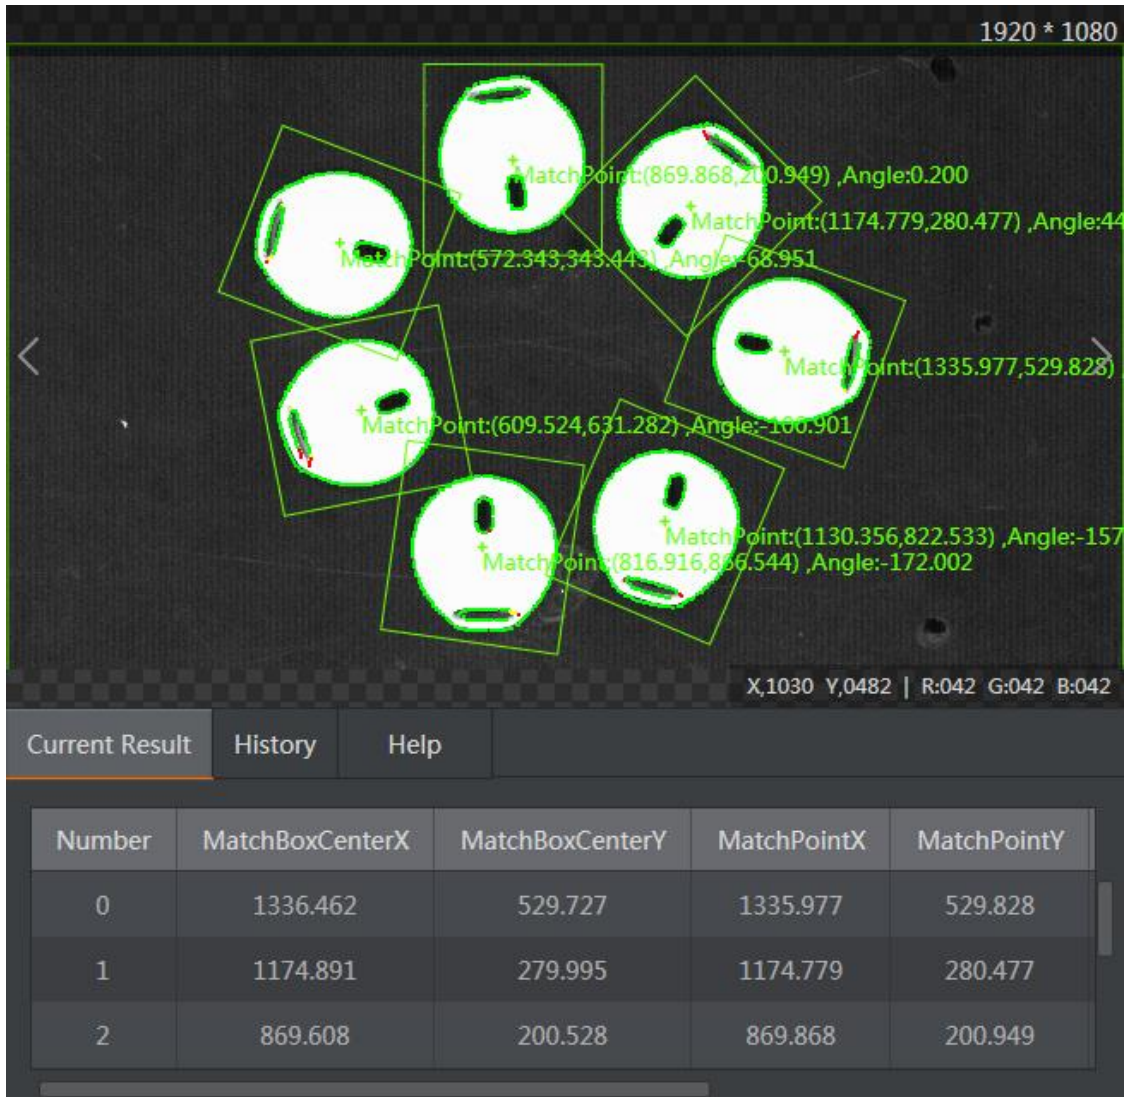 1920 * 1080
MatchPoint:(869.868,200.949) ,Angle:0.200
MatchPoint:(1174.779,280.477) ,Angle:44
MatchPoint:(572.343,343.443) ,Angle:-68.951
MatchPoint:(1335.977,529.828) ,
MatchPoint:(609.524,631.282) ,Angle:-100.901
MatchPoint:(1130.356,822.533) ,Angle:-157
MatchPoint:(816.916,866.544) ,Angle:-172.002
X,1030 Y,0482 | R:042 G:042 B:042
Current Result History Help
Number MatchBoxCenterX MatchBoxCenterY MatchPointX MatchPointY
0 1336.462 529.727 1335.977 529.828
1 1174.891 279.995 1174.779 280.477
2 869.608 200.528 869.868 200.949